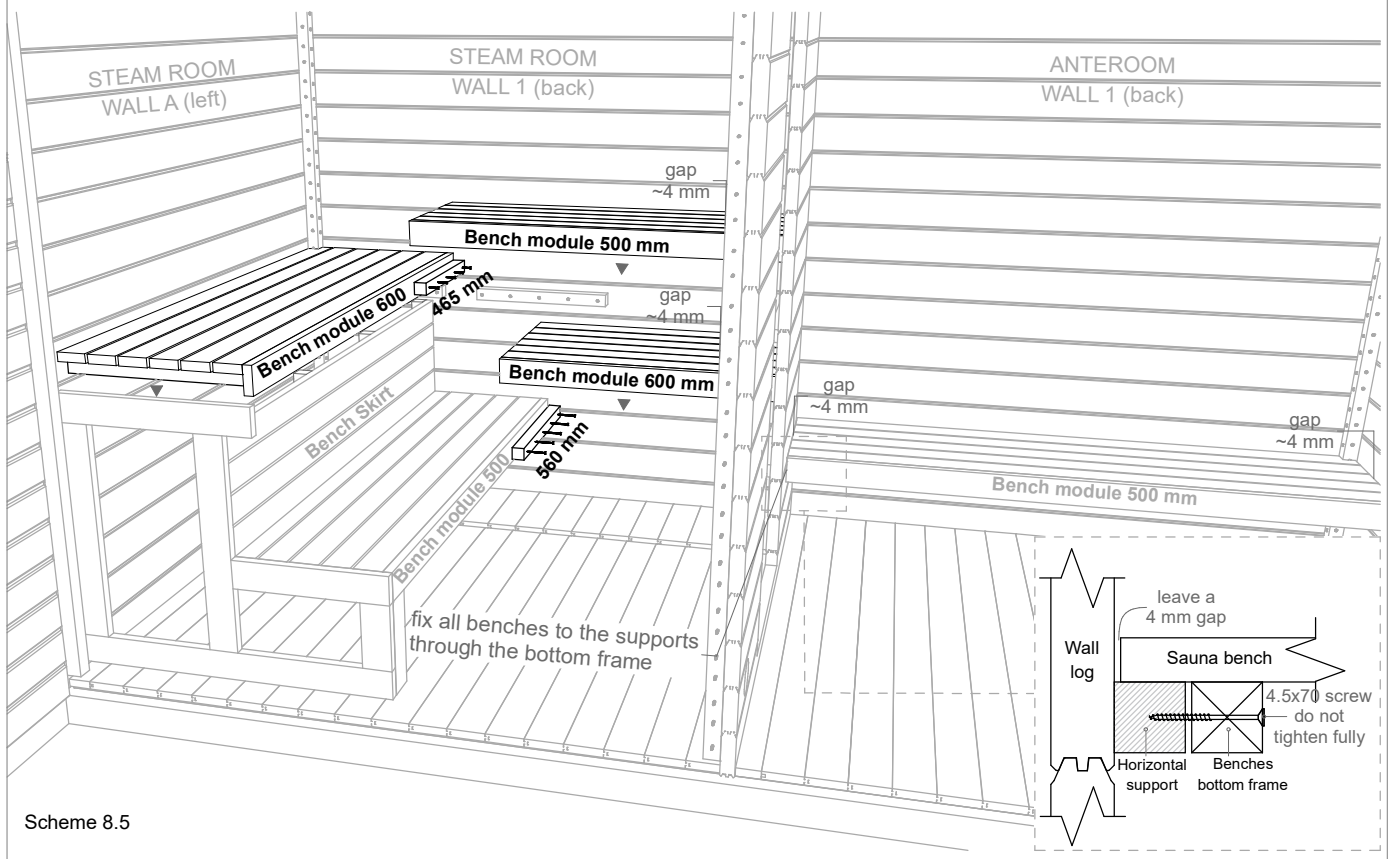 STEAM ROOM
WALL A (left)
STEAM ROOM
WALL 1 (back)
ANTEROOM
WALL 1 (back)
gap
~4 mm
Bench module 500 mm
465 mm
Bench module 600
gap
~4 mm
Bench module 600 mm
gap
~4 mm
gap
~4 mm
Bench Skirt
560 mm
Bench module 500
Bench module 500 mm
fix all benches to the supports
through the bottom frame
leave a
4 mm gap
Wall
log
Sauna bench
4.5x70 screw
do not
tighten fully
Horizontal
support
Benches
bottom frame
Scheme 8.5